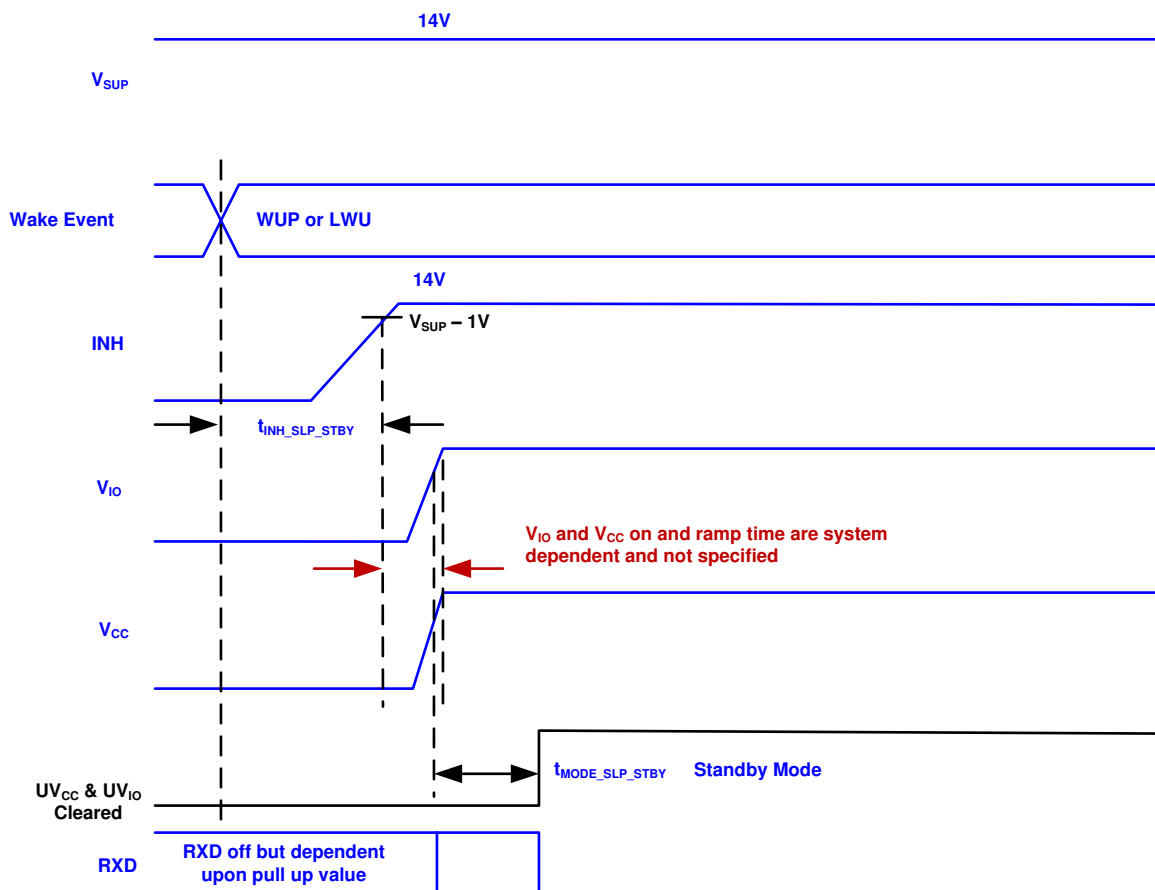 14V
VSUP
Wake Event
WUP or LWU
14V
VSUP – 1V
INH
tINH_SLP_STBY
VIO
VIO and VCC on and ramp time are system
dependent and not specified
VCC
tMODE_SLP_STBY
Standby Mode
UVCC & UVIO
Cleared
RXD
RXD off but dependent
upon pull up value